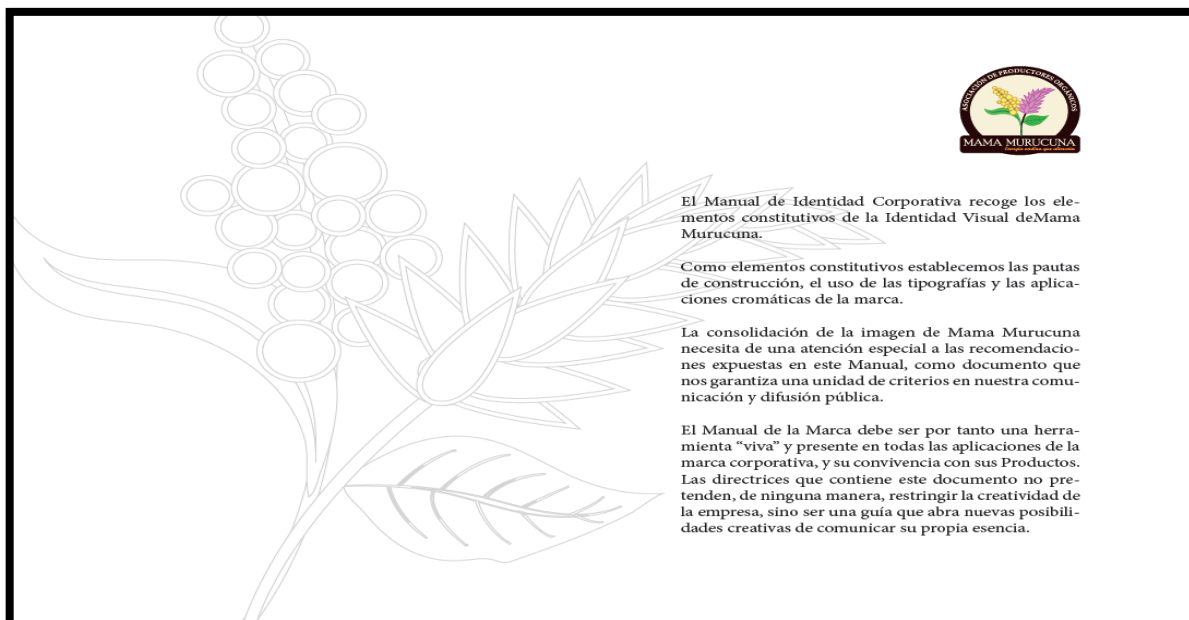 ASOCIACIÓN DE PRODUCTORES ORGÁNICOS
MAMA MURUCUNA
Energía andina que alimenta
El Manual de Identidad Corporativa recoge los ele-
mentos constitutivos de la Identidad Visual deMama
Murucuna.
Como elementos constitutivos establecemos las pautas
de construcción, el uso de las tipografías y las aplica-
ciones cromáticas de la marca.
La consolidación de la imagen de Mama Murucuna
necesita de una atención especial a las recomendacio-
nes expuestas en este Manual, como documento que
nos garantiza una unidad de criterios en nuestra comu-
nicación y difusión pública.
El Manual de la Marca debe ser por tanto una herra-
mienta “viva” y presente en todas las aplicaciones de la
marca corporativa, y su convivencia con sus Productos.
Las directrices que contiene este documento no pre-
tenden, de ninguna manera, restringir la creatividad de
la empresa, sino ser una guía que abra nuevas posibili-
dades creativas de comunicar su propia esencia.